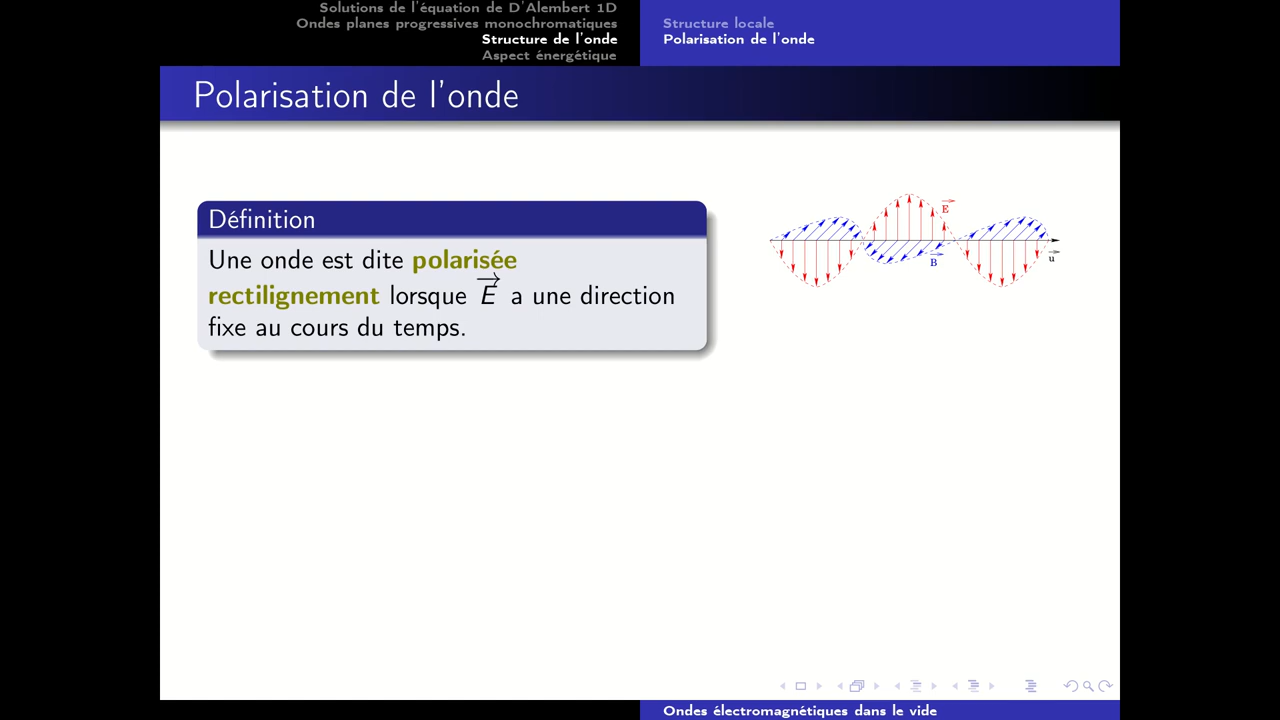 Solutions de l'équation de D'Alembert 1D
Ondes planes progressives monochromatiques
Structure de l'onde
Aspect énergétique
Structure locale
Polarisation de l'onde
Polarisation de l'onde
Définition
Une onde est dite polarisée
rectilignement lorsque E a une direction
fixe au cours du temps.
E
B
u
Ondes électromagnétiques dans le vide